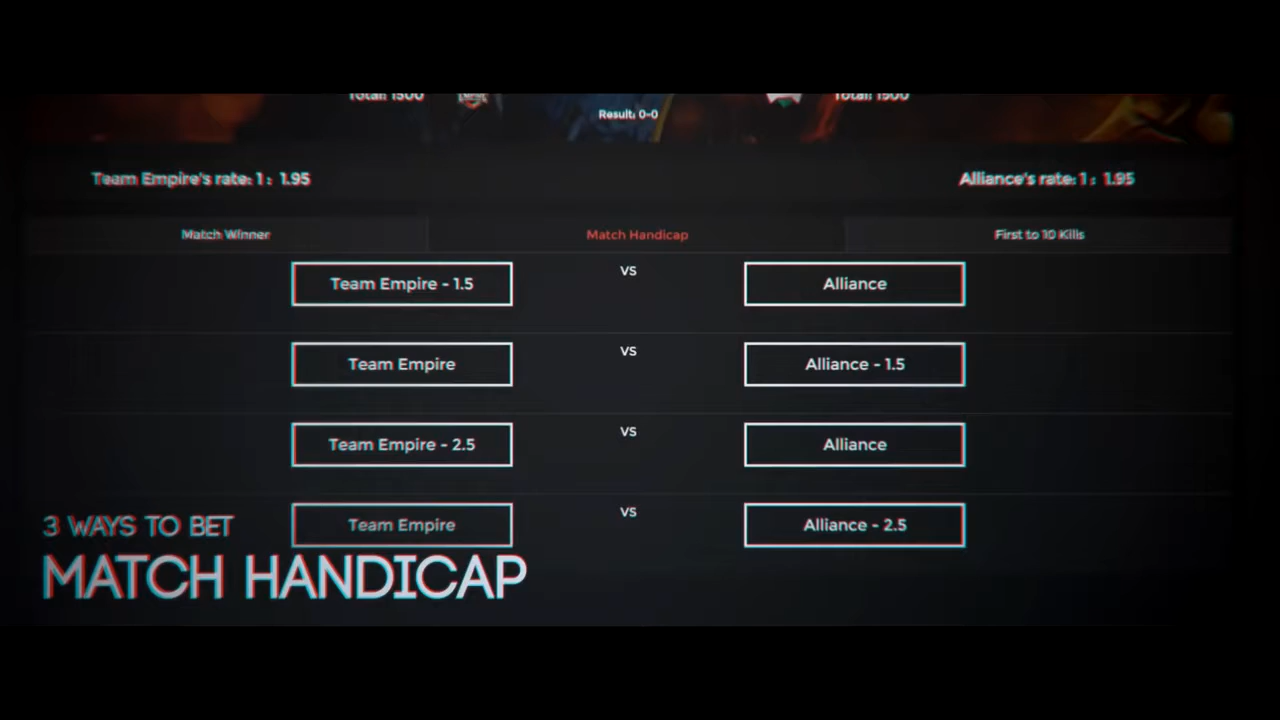 Total: 1500 Total: 1500
Result: 0-0
Team Empire's rate: 1 : 1.95 Alliance's rate: 1 : 1.95
Match Winner Match Handicap First to 10 Kills
Team Empire - 1.5 VS Alliance
Team Empire VS Alliance - 1.5
Team Empire - 2.5 VS Alliance
Team Empire VS Alliance - 2.5
3 WAYS TO BET
MATCH HANDICAP